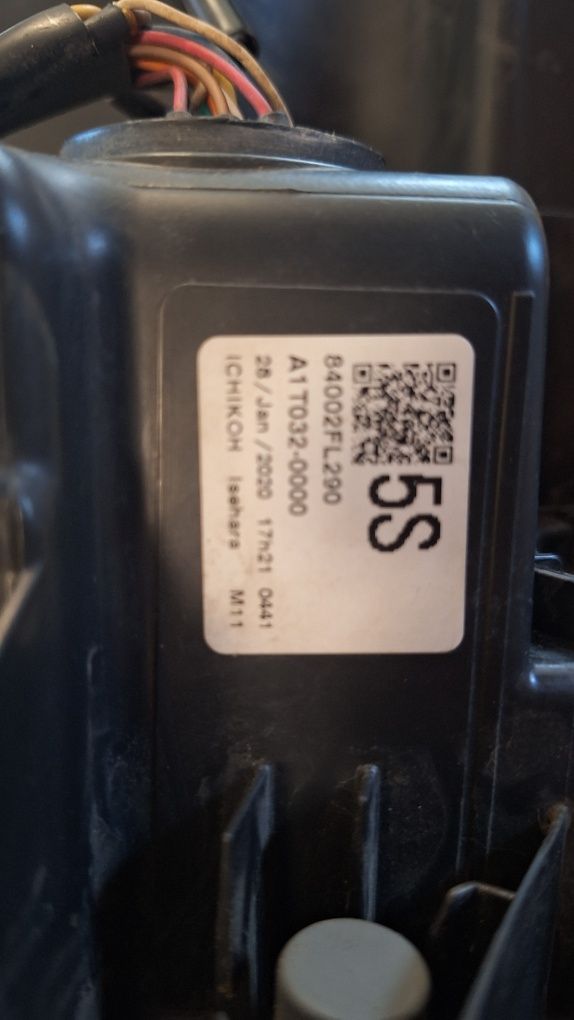 5S
84002FL290
A1T032-0000
28/Jan/2020 17h21 0441
ICHIKOH Isehara M11